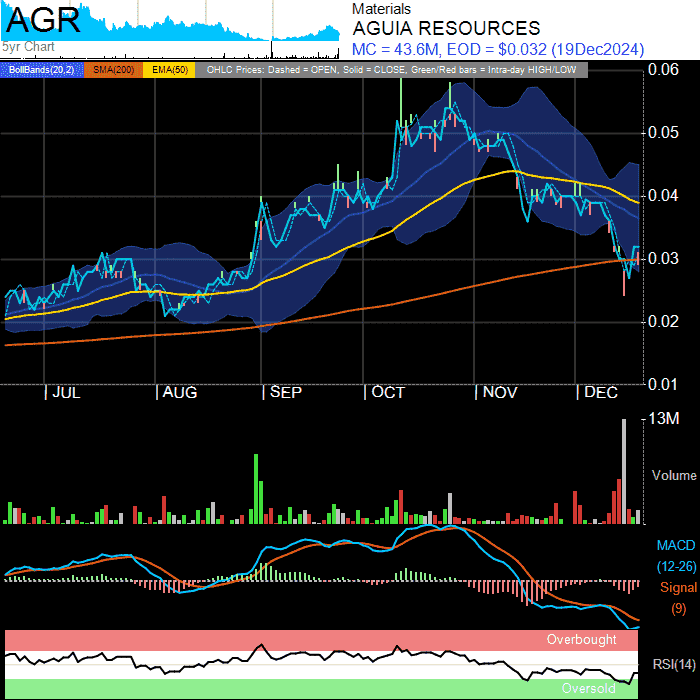 AGR
5yr Chart
Materials
AGUIA RESOURCES
MC = 43.6M, EOD = $0.032 (19Dec2024)
BollBands(20,2) SMA(200) EMA(50) OHLC Prices: Dashed = OPEN, Solid = CLOSE, Green/Red bars = Intra-day HIGH/LOW
0.06
0.05
0.04
0.03
0.02
0.01
| JUL | AUG | SEP | OCT | NOV | DEC
13M
Volume
MACD
(12-26)
Signal
(9)
Overbought
RSI(14)
Oversold